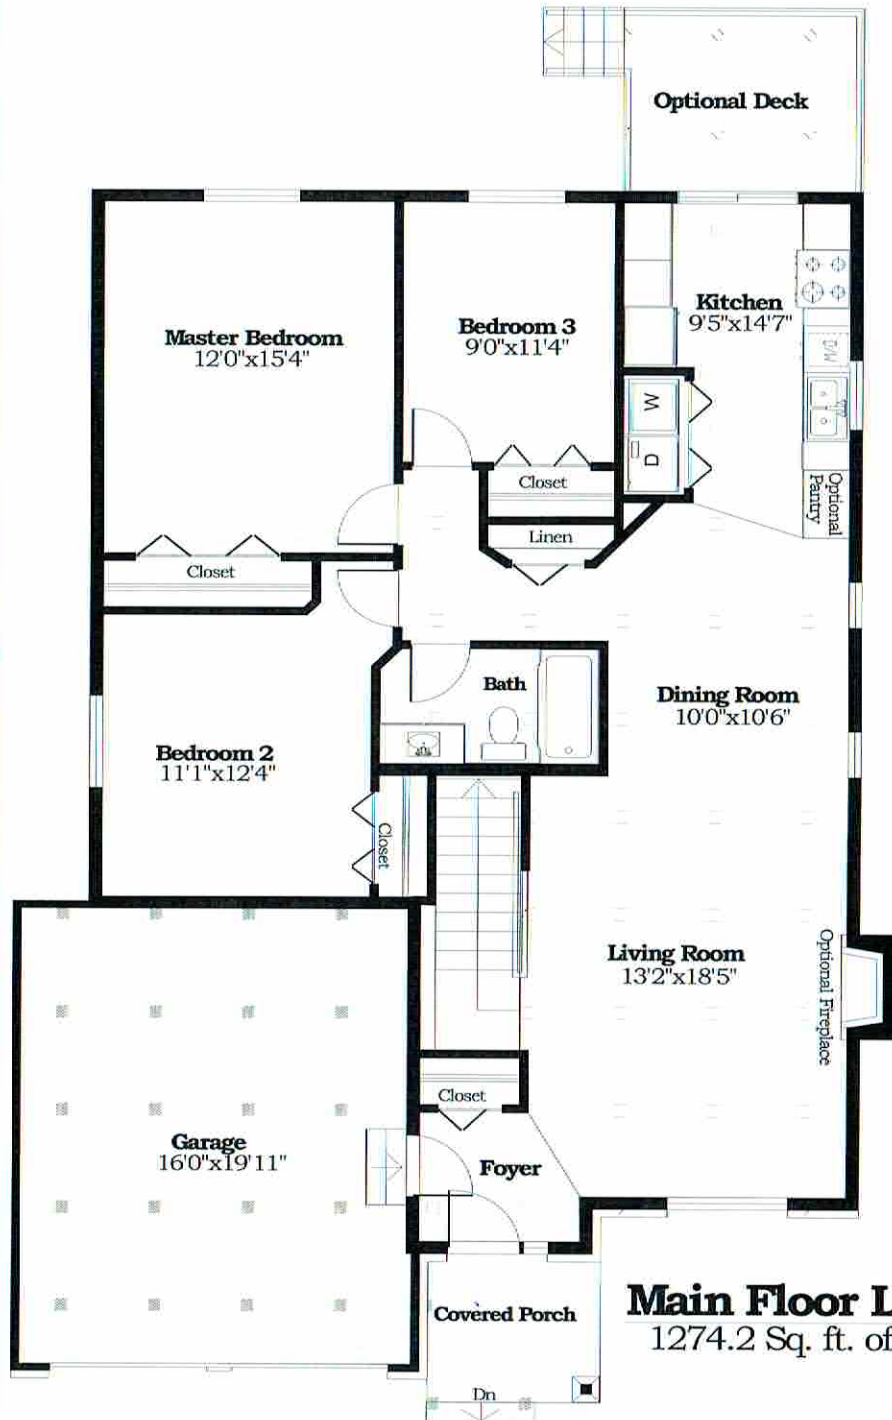 Optional Deck
Master Bedroom
12'0"x15'4"
Bedroom 3
9'0"x11'4"
Kitchen
9'5"x14'7"
D/W
W
D
Closet
Optional
Pantry
Linen
Closet
Bath
Dining Room
10'0"x10'6"
Bedroom 2
11'1"x12'4"
Closet
Living Room
13'2"x18'5"
Optional Fireplace
Closet
Garage
16'0"x19'11"
Foyer
Covered Porch
Main Floor L
1274.2 Sq. ft. of
Dn